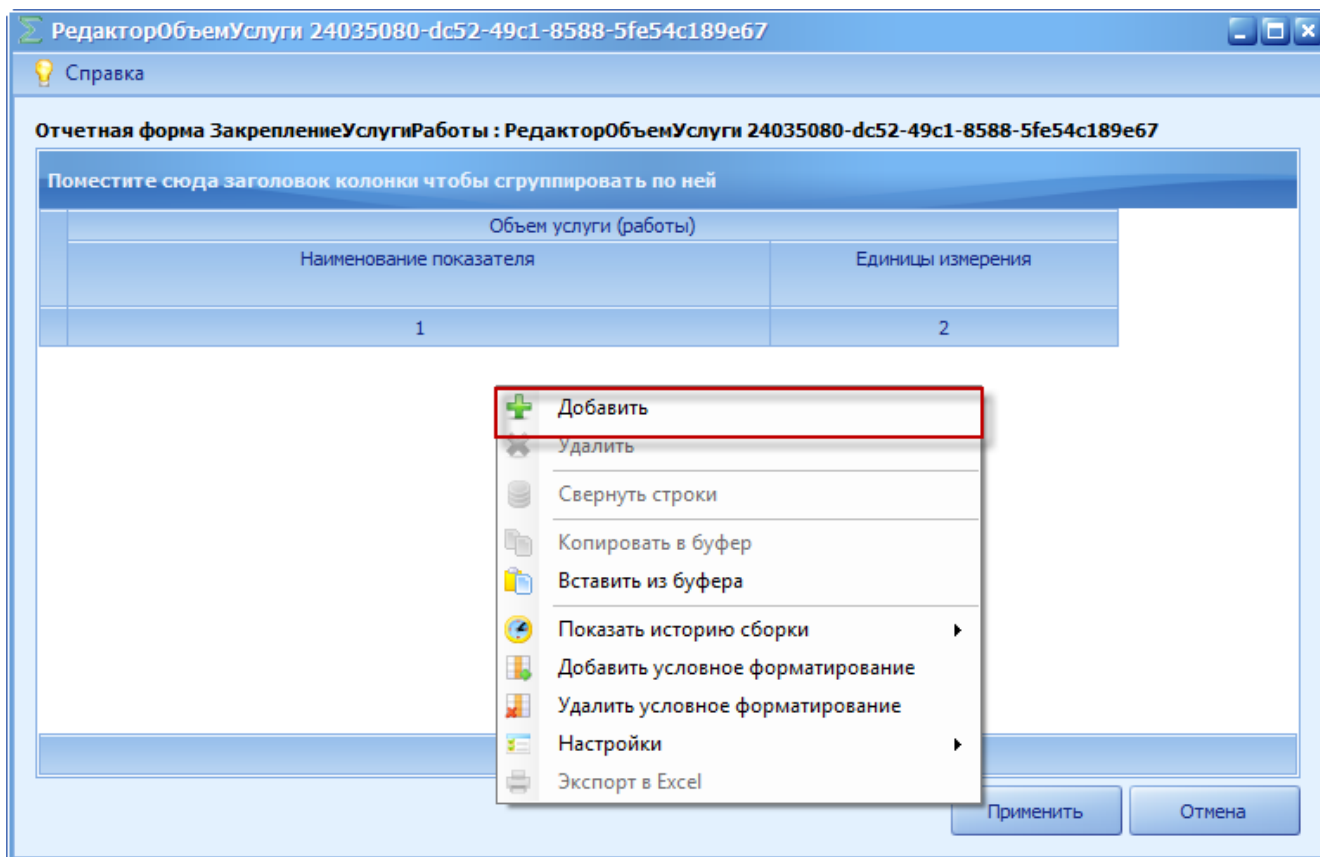 РедакторОбъемУслуги 24035080-dc52-49c1-8588-5fe54c189e67
Справка
Отчетная форма ЗакреплениеУслугиРаботы : РедакторОбъемУслуги 24035080-dc52-49c1-8588-5fe54c189e67
Поместите сюда заголовок колонки чтобы сгруппировать по ней
Объем услуги (работы)
Наименование показателя Единицы измерения
1 2
Добавить
Удалить
Свернуть строки
Копировать в буфер
Вставить из буфера
Показать историю сборки
Добавить условное форматирование
Удалить условное форматирование
Настройки
Экспорт в Excel
Применить Отмена